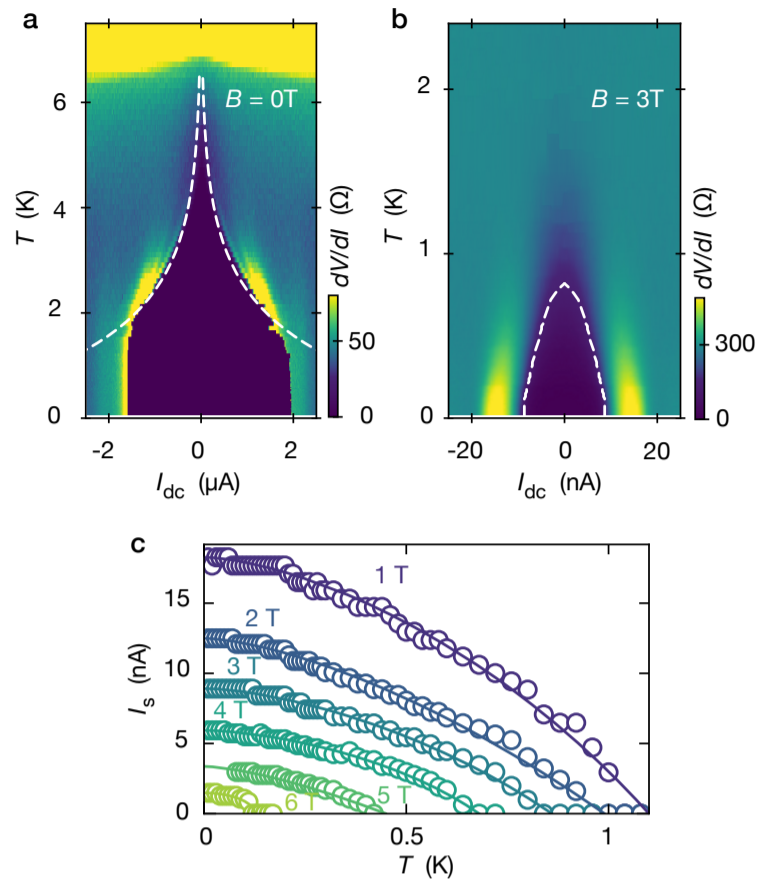 a
B = 0T
T (K)
6
4
2
0
-2
0
2
I_dc (μA)
dV/dI (Ω)
50
0
b
B = 3T
T (K)
2
1
0
-20
0
20
I_dc (nA)
dV/dI (Ω)
300
0
c
1 T
2 T
3 T
4 T
5 T
6 T
I_s (nA)
15
10
5
0
0
0.5
1
T (K)